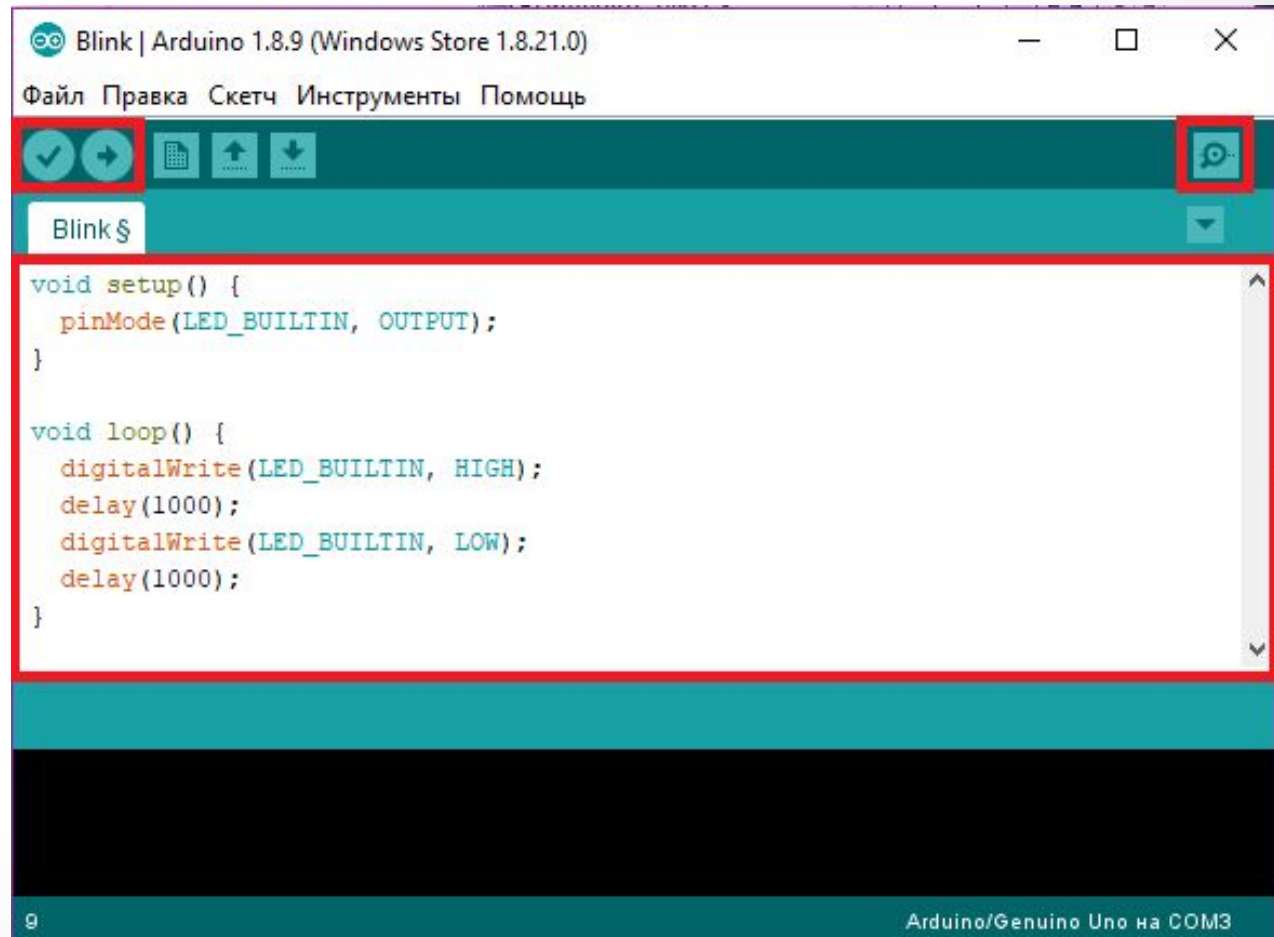 Blink | Arduino 1.8.9 (Windows Store 1.8.21.0)
Файл Правка Скетч Инструменты Помощь
Blink §
void setup() {
  pinMode(LED_BUILTIN, OUTPUT);
}
void loop() {
  digitalWrite(LED_BUILTIN, HIGH);
  delay(1000);
  digitalWrite(LED_BUILTIN, LOW);
  delay(1000);
}
9
Arduino/Genuino Uno на COM3